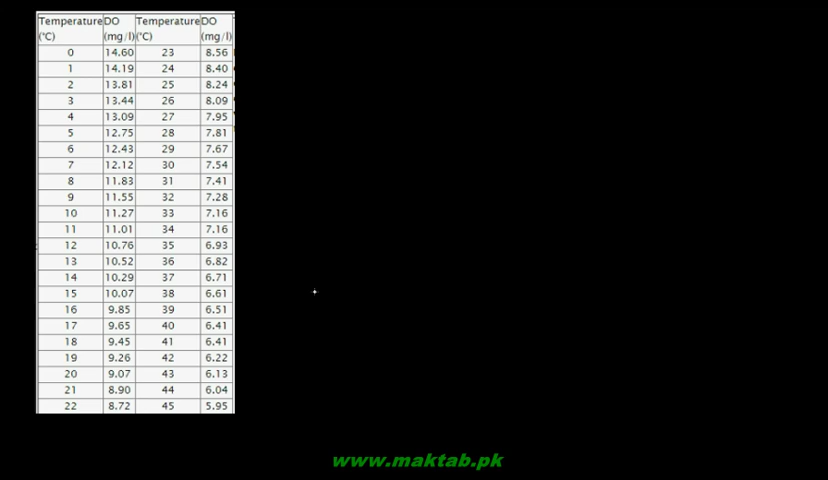 Temperature DO Temperature DO
(°C) (mg/l) (°C) (mg/l)
0 14.60 23 8.56
1 14.19 24 8.40
2 13.81 25 8.24
3 13.44 26 8.09
4 13.09 27 7.95
5 12.75 28 7.81
6 12.43 29 7.67
7 12.12 30 7.54
8 11.83 31 7.41
9 11.55 32 7.28
10 11.27 33 7.16
11 11.01 34 7.16
12 10.76 35 6.93
13 10.52 36 6.82
14 10.29 37 6.71
15 10.07 38 6.61
16 9.85 39 6.51
17 9.65 40 6.41
18 9.45 41 6.41
19 9.26 42 6.22
20 9.07 43 6.13
21 8.90 44 6.04
22 8.72 45 5.95
www.maktab.pk